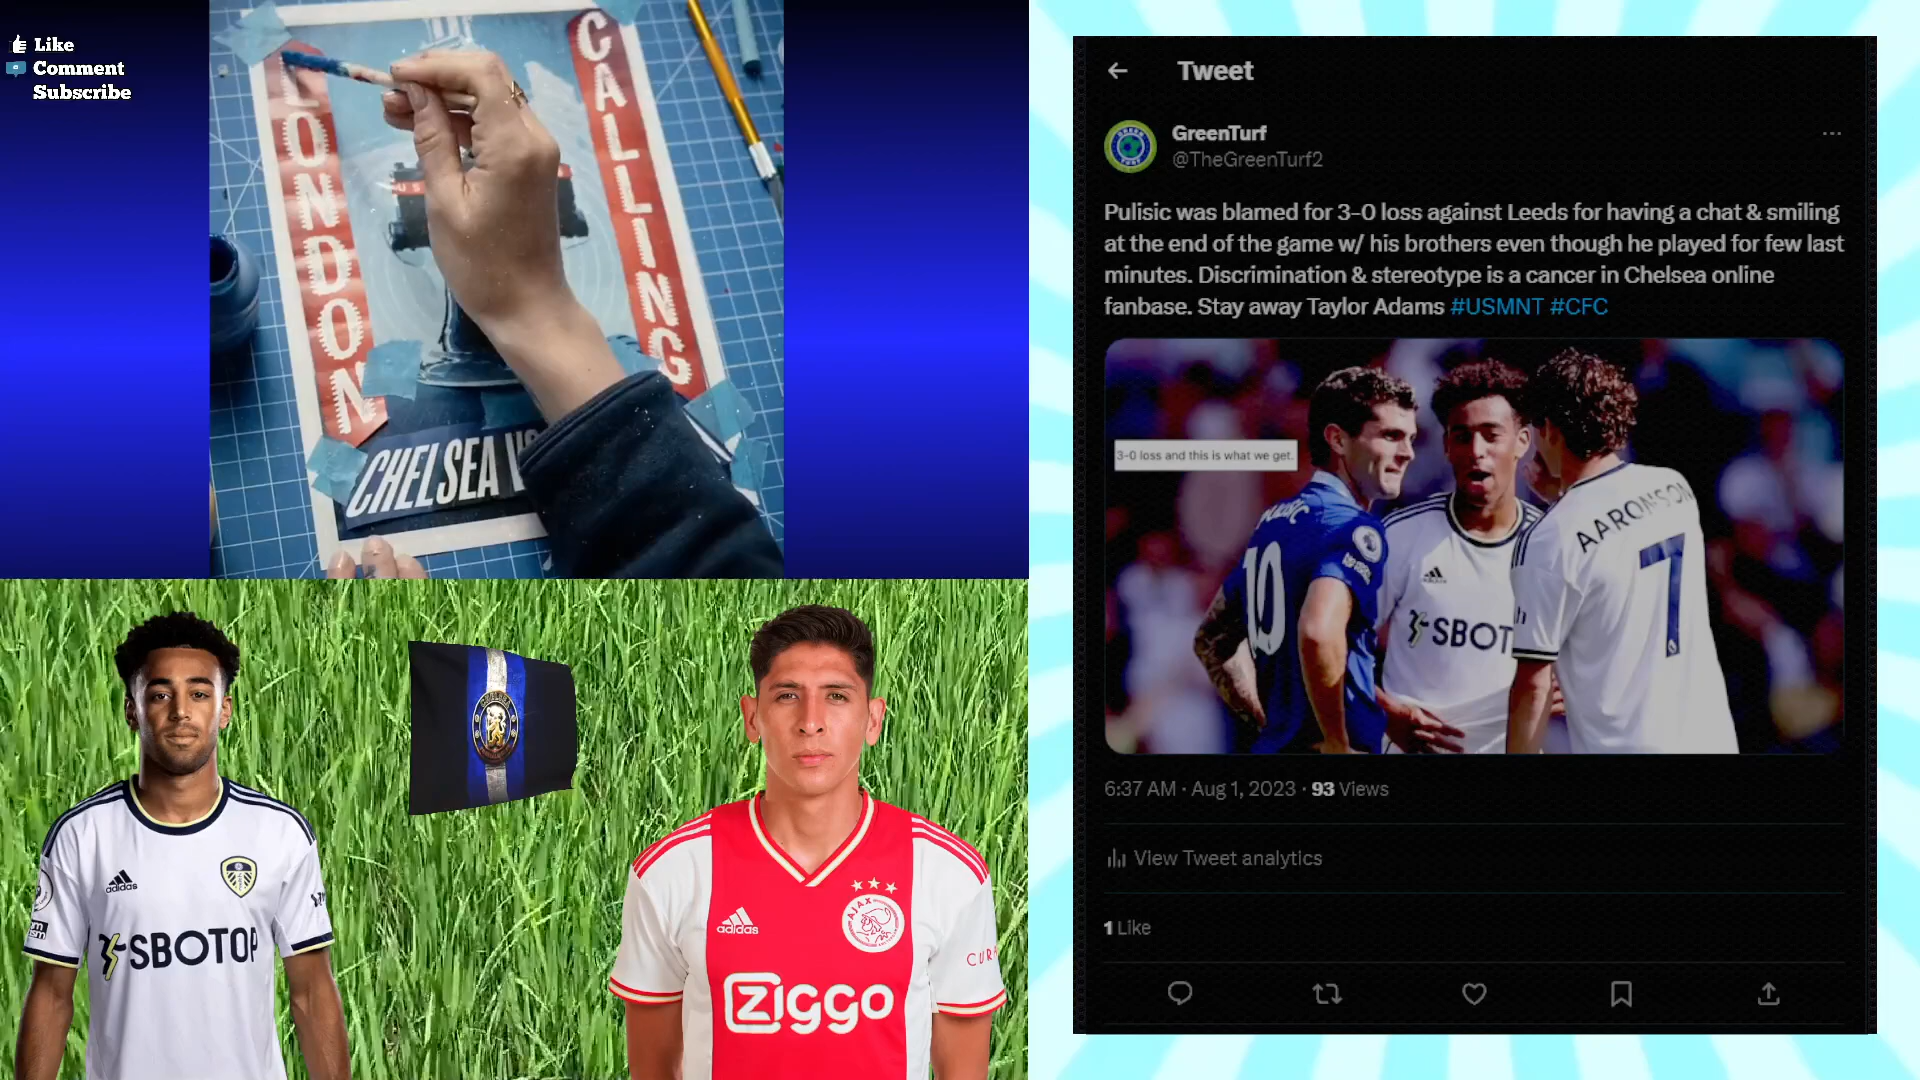 Like
Comment
Subscribe
LONDON
CALLING
CHELSEA
Tweet
GreenTurf
@TheGreenTurf2
Pulisic was blamed for 3-0 loss against Leeds for having a chat & smiling
at the end of the game w/ his brothers even though he played for few last
minutes. Discrimination & stereotype is a cancer in Chelsea online
fanbase. Stay away Taylor Adams #USMNT #CFC
3-0 loss and this is what we get.
10
adidas
SBOT
AARONSON
7
6:37 AM · Aug 1, 2023 · 93 Views
View Tweet analytics
1 Like
adidas
SBOTOP
adidas
AJAX
ziggo